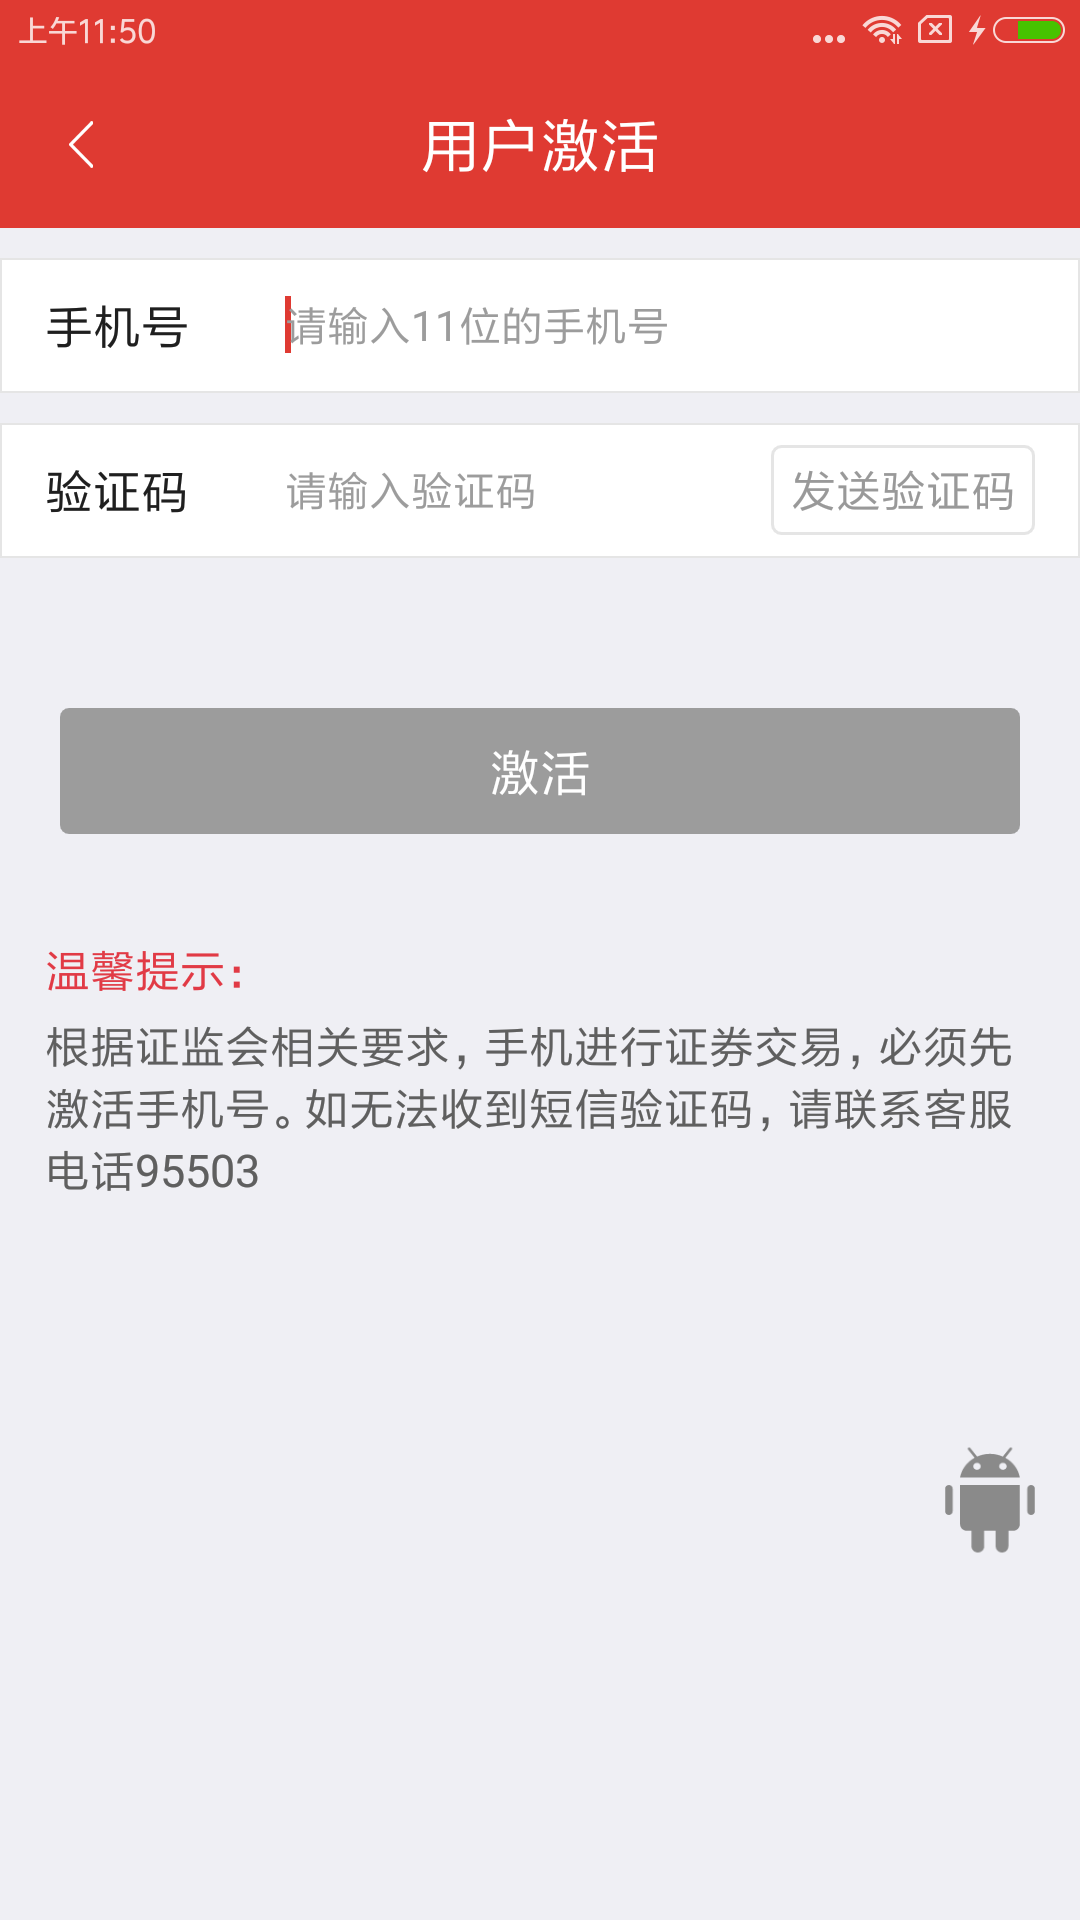 上午11:50
用户激活
手机号 请输入11位的手机号
验证码 请输入验证码 发送验证码
激活
温馨提示：
根据证监会相关要求，手机进行证券交易，必须先
激活手机号。如无法收到短信验证码，请联系客服
电话95503